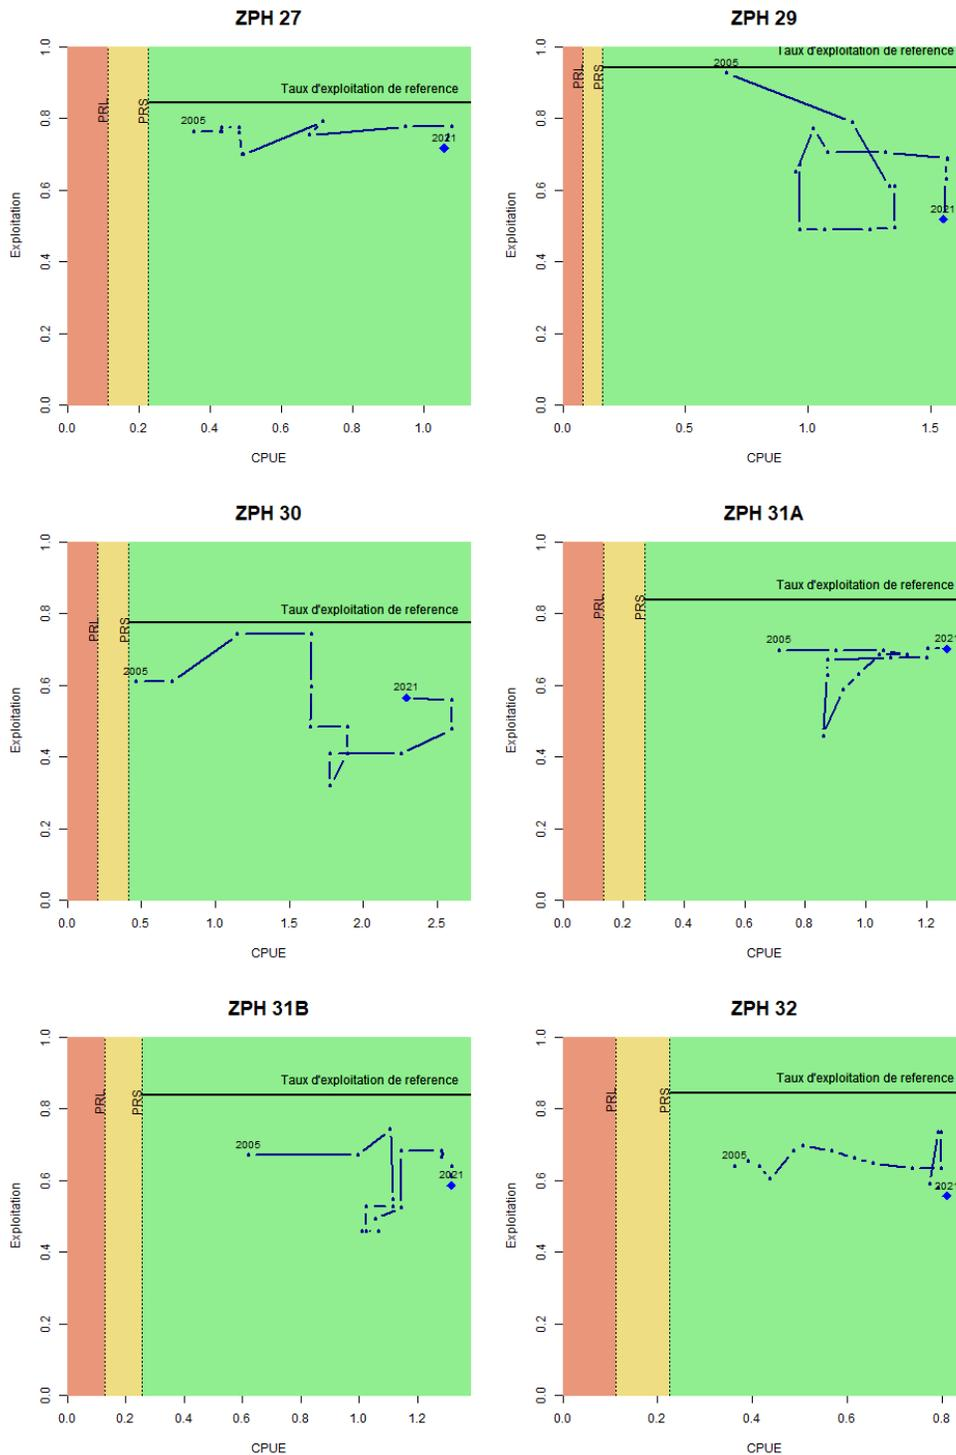 ZPH 27
1.0
0.8
0.6
0.4
0.2
0.0
Exploitation
PRL
PRS
Taux d'exploitation de reference
2005
2021
0.0 0.2 0.4 0.6 0.8 1.0
CPUE
ZPH 29
1.0
0.8
0.6
0.4
0.2
0.0
Exploitation
PRL
PRS
Taux d'exploitation de reference
2005
2021
0.0 0.5 1.0 1.5
CPUE
ZPH 30
1.0
0.8
0.6
0.4
0.2
0.0
Exploitation
PRL
PRS
Taux d'exploitation de reference
2005
2021
0.0 0.5 1.0 1.5 2.0 2.5
CPUE
ZPH 31A
1.0
0.8
0.6
0.4
0.2
0.0
Exploitation
PRL
PRS
Taux d'exploitation de reference
2005
2021
0.0 0.2 0.4 0.6 0.8 1.0 1.2
CPUE
ZPH 31B
1.0
0.8
0.6
0.4
0.2
0.0
Exploitation
PRL
PRS
Taux d'exploitation de reference
2005
2021
0.0 0.2 0.4 0.6 0.8 1.0 1.2
CPUE
ZPH 32
1.0
0.8
0.6
0.4
0.2
0.0
Exploitation
PRL
PRS
Taux d'exploitation de reference
2005
2021
0.0 0.2 0.4 0.6 0.8
CPUE